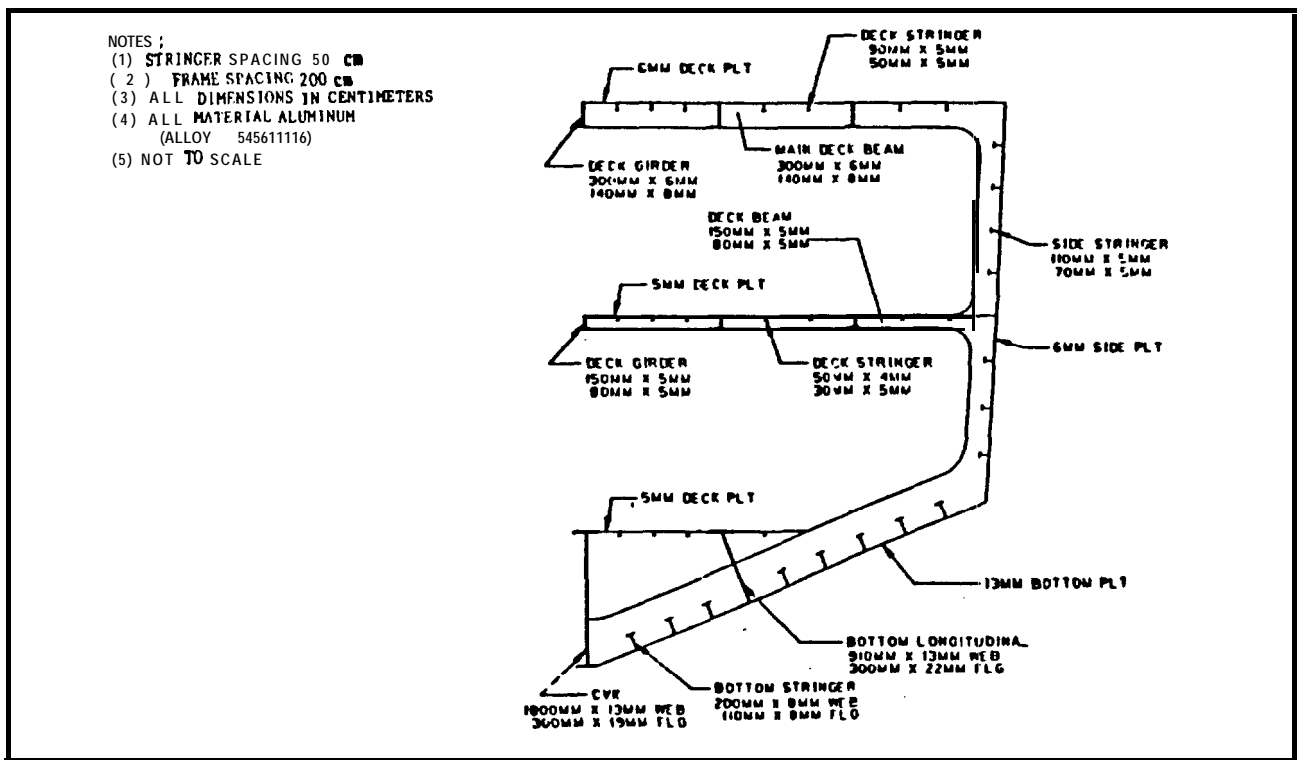 NOTES ;
(1) STRINGER SPACING 50 cm
( 2 ) FRAME SPACING 200 cm
(3) ALL DIMENSIONS IN CENTIMETERS
(4) ALL MATERIAL ALUMINUM
(ALLOY 545611116)
(5) NOT TO SCALE
DECK STRINGER
90MM X 5MM
50MM X 5MM
6MM DECK PLT
MAIN DECK BEAM
300MM X 6MM
140MM X 8MM
DECK GIRDER
300MM X 6MM
140MM X 8MM
DECK BEAM
150MM X 5MM
80MM X 5MM
SIDE STRINGER
110MM X 5MM
70MM X 5MM
5MM DECK PLT
6MM SIDE PLT
DECK GIRDER
150MM X 5MM
80MM X 5MM
DECK STRINGER
50MM X 4MM
30MM X 5MM
5MM DECK PLT
13MM BOTTOM PLT
BOTTOM LONGITUDINA
910MM X 13MM WEB
300MM X 22MM FLG
BOTTOM STRINGER
200MM X 8MM WEB
110MM X 8MM FLG
CVK
1800MM X 13MM WEB
360MM X 19MM FLG